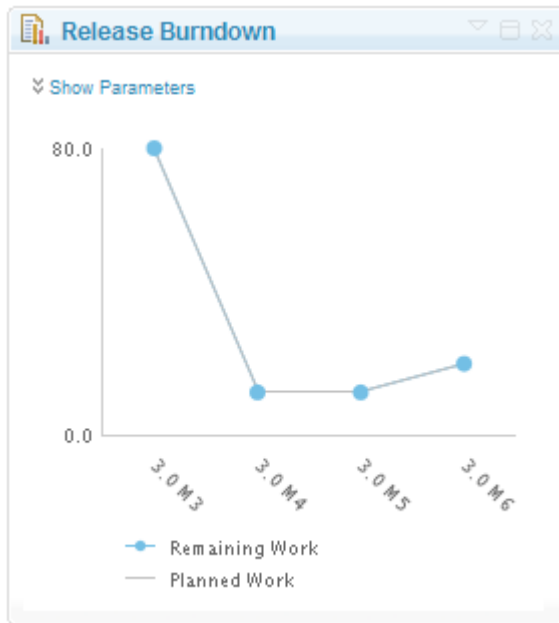 Release Burndown
Show Parameters
80.0
0.0
3.0 M3
3.0 M4
3.0 M5
3.0 M6
Remaining Work
Planned Work